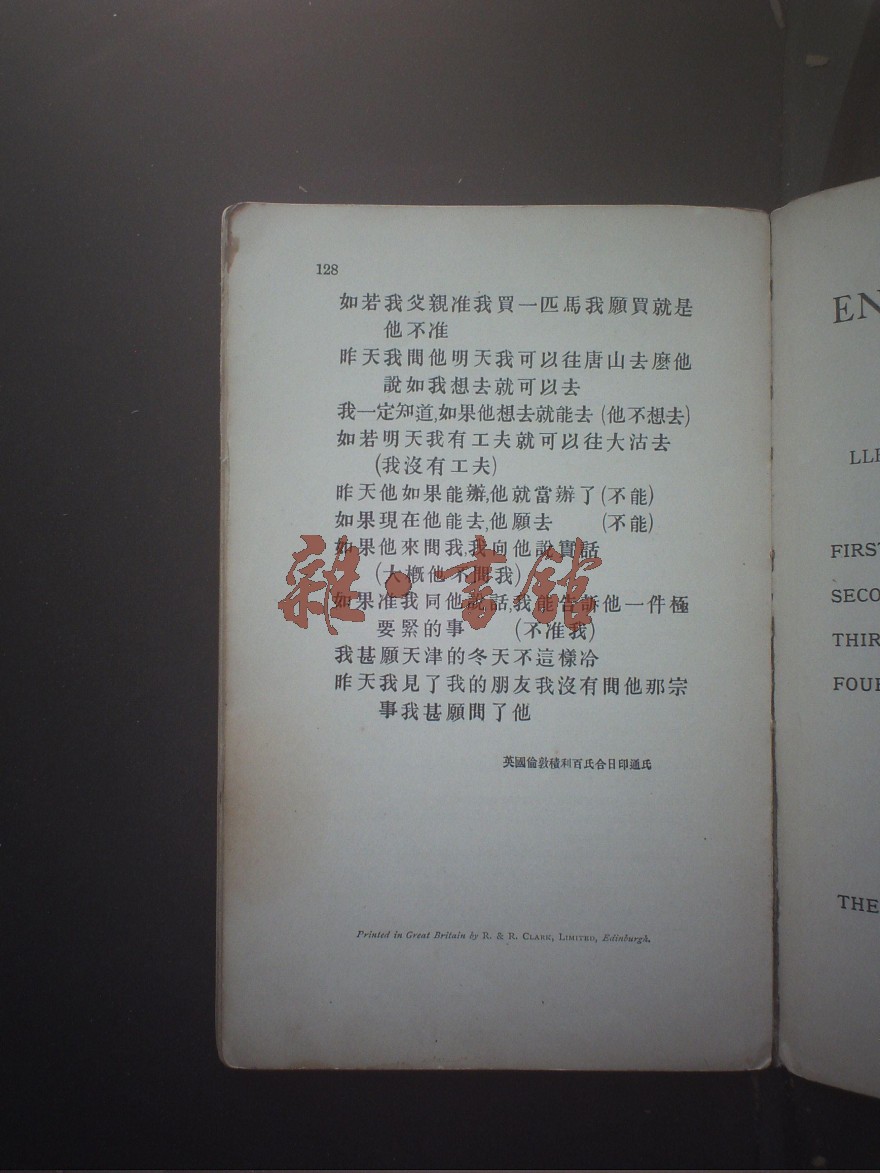 128
如若我父親准我買一匹馬我願買就是
他不准
昨天我問他明天我可以往唐山去麽他
說如我想去就可以去
我一定知道,如果他想去就能去 (他不想去)
如若明天我有工夫就可以往大沽去
(我沒有工夫)
昨天他如果能辦,他就當辦了(不能)
如果現在他能去,他願去 (不能)
如果他來問我,我向他說實話
(大概他不問我)
如果准我同他說話,我能告訴他一件極
要緊的事 (不准我)
我甚願天津的冬天不這樣冷
昨天我見了我的朋友我沒有問他那宗
事我甚願問了他
英國倫敦積利百氏合日印通氏
Printed in Great Britain by R. & R. CLARK, LIMITED, Edinburgh.
雜·書館
EN
LLE
FIRST
SECO
THIR
FOUR
THE